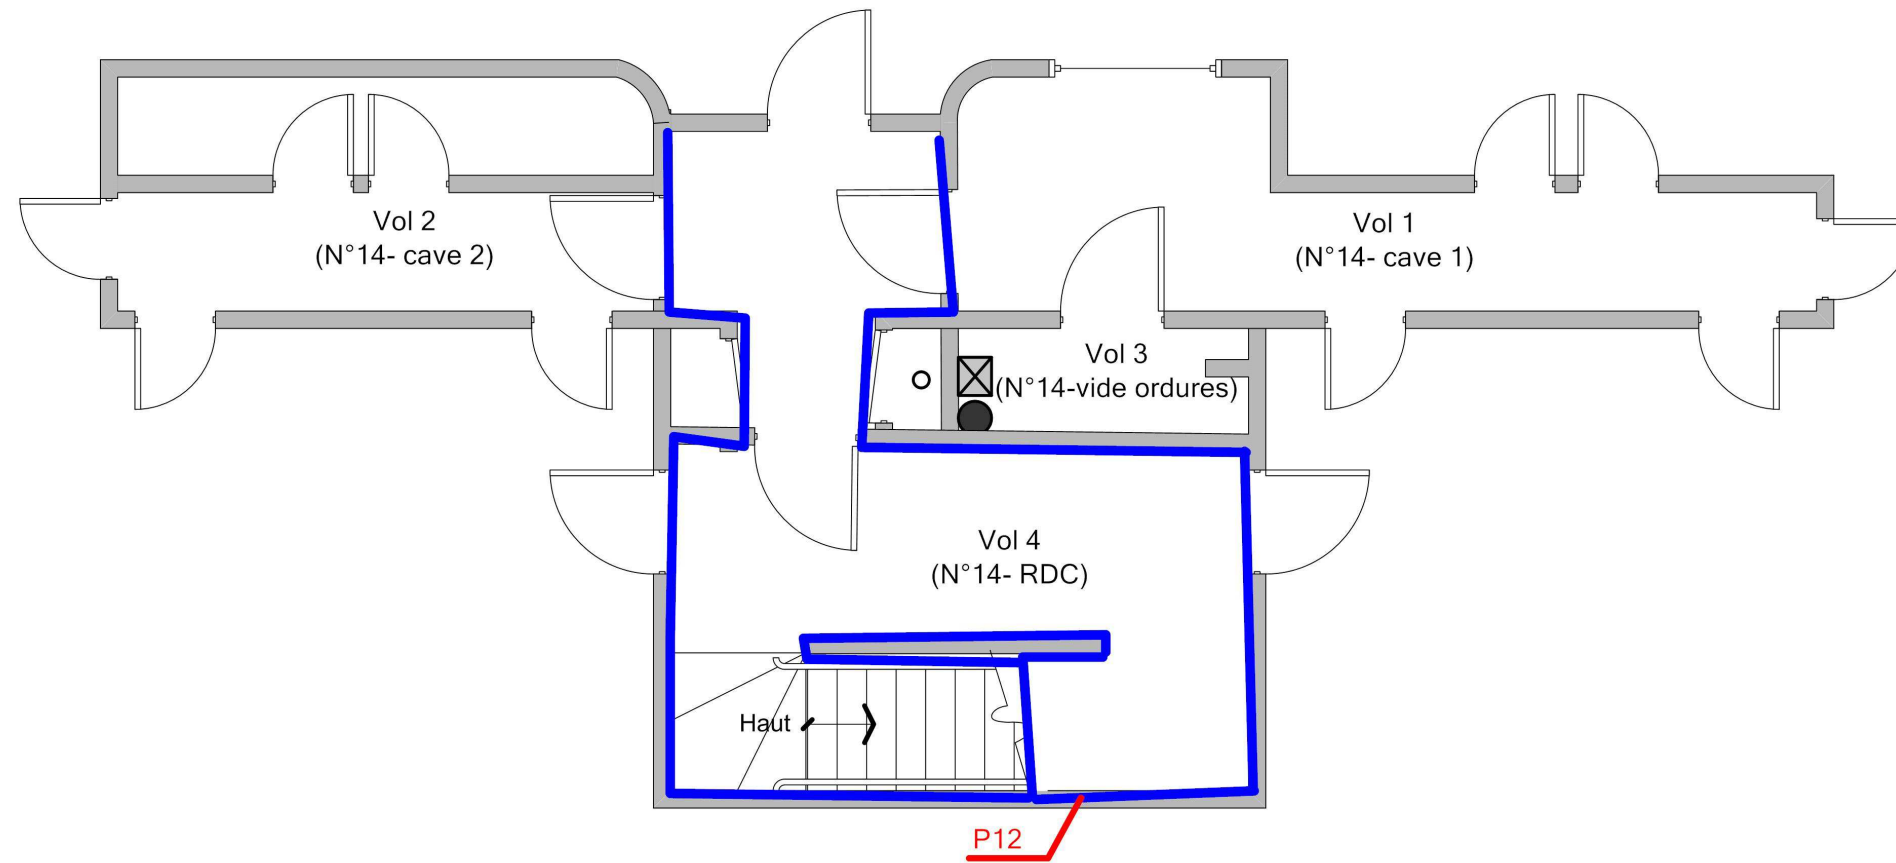 Vol 2
(N°14- cave 2)
Vol 1
(N°14- cave 1)
Vol 3
(N°14-vide ordures)
Vol 4
(N°14- RDC)
Haut
P12